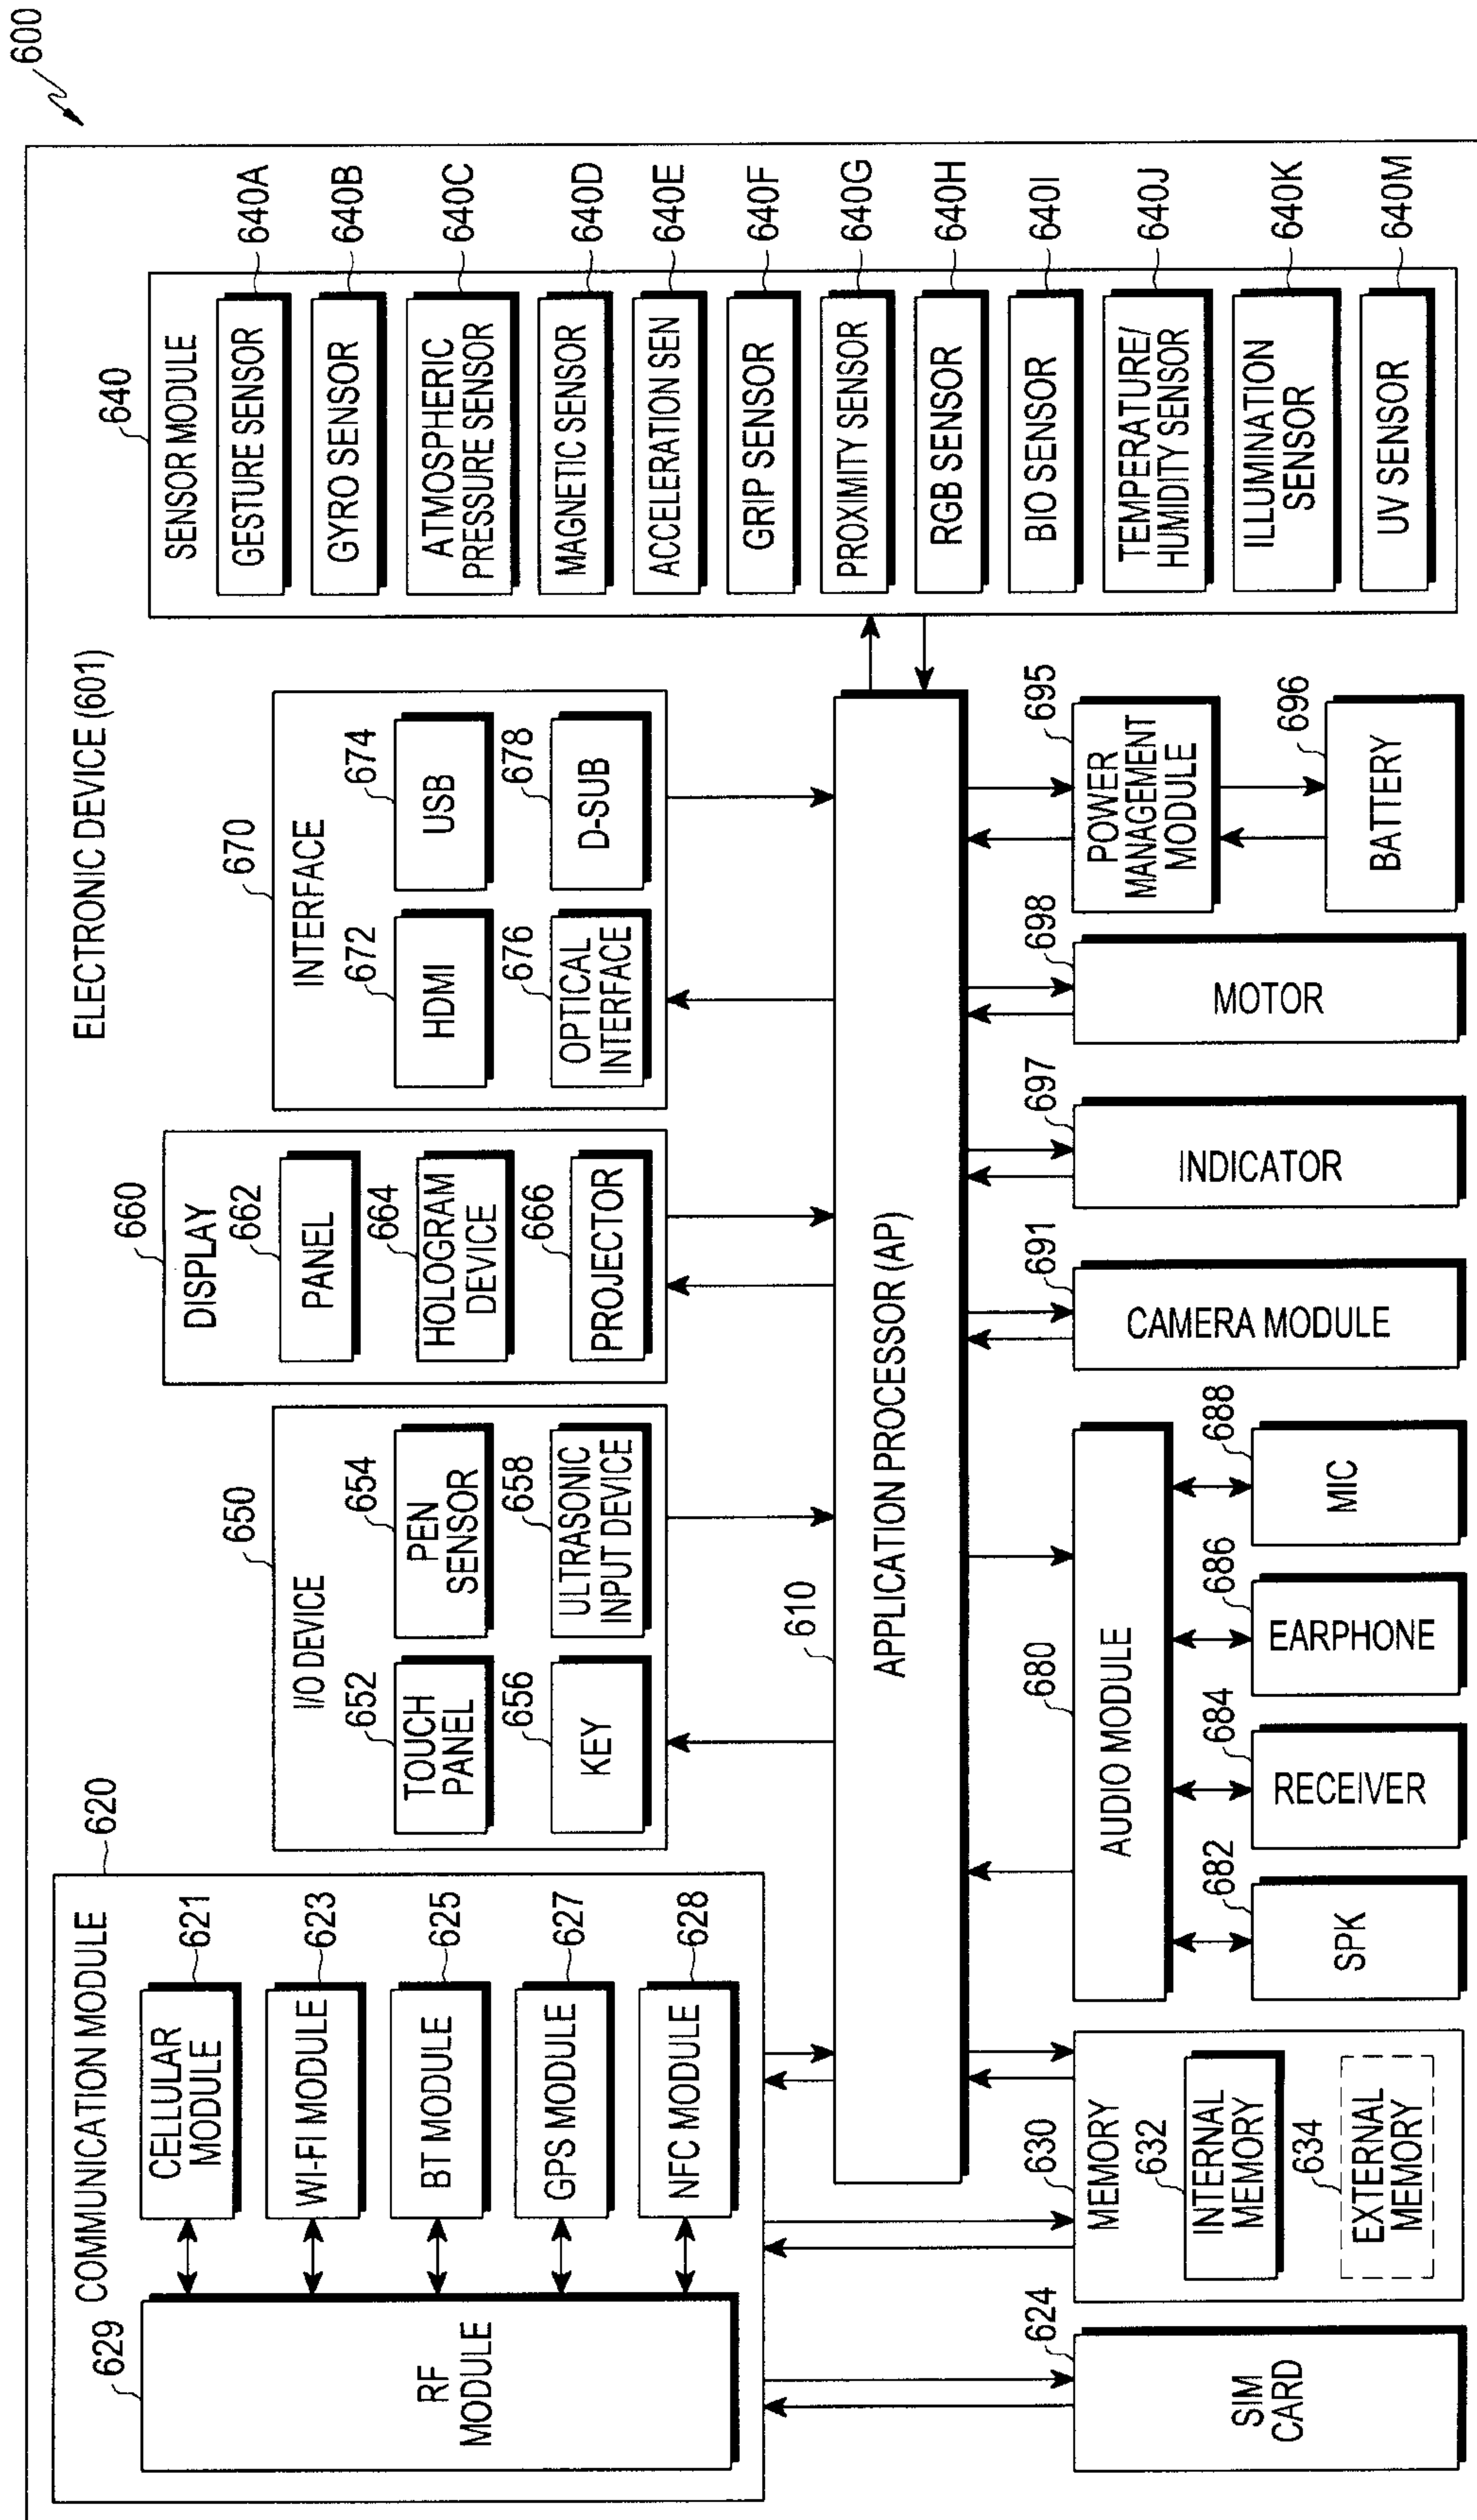 600
ELECTRONIC DEVICE (601)
COMMUNICATION MODULE
620
629
RF
MODULE
CELLULAR
MODULE
621
WI-FI MODULE
623
BT MODULE
625
GPS MODULE
627
NFC MODULE
628
I/O DEVICE
650
652
TOUCH
PANEL
654
PEN
SENSOR
656
KEY
658
ULTRASONIC
INPUT DEVICE
660
DISPLAY
662
PANEL
664
HOLOGRAM
DEVICE
666
PROJECTOR
670
INTERFACE
672
HDMI
674
USB
676
OPTICAL
INTERFACE
678
D-SUB
640
SENSOR MODULE
GESTURE SENSOR
640A
GYRO SENSOR
640B
ATMOSPHERIC
PRESSURE SENSOR
640C
MAGNETIC SENSOR
640D
ACCELERATION SEN
640E
GRIP SENSOR
640F
PROXIMITY SENSOR
640G
RGB SENSOR
640H
BIO SENSOR
640I
TEMPERATURE/
HUMIDITY SENSOR
640J
ILLUMINATION
SENSOR
640K
UV SENSOR
640M
610
APPLICATION PROCESSOR (AP)
624
SIM
CARD
630
MEMORY
632
INTERNAL
MEMORY
634
EXTERNAL
MEMORY
680
AUDIO MODULE
682
SPK
684
RECEIVER
686
EARPHONE
688
MIC
691
CAMERA MODULE
697
INDICATOR
698
MOTOR
695
POWER
MANAGEMENT
MODULE
696
BATTERY